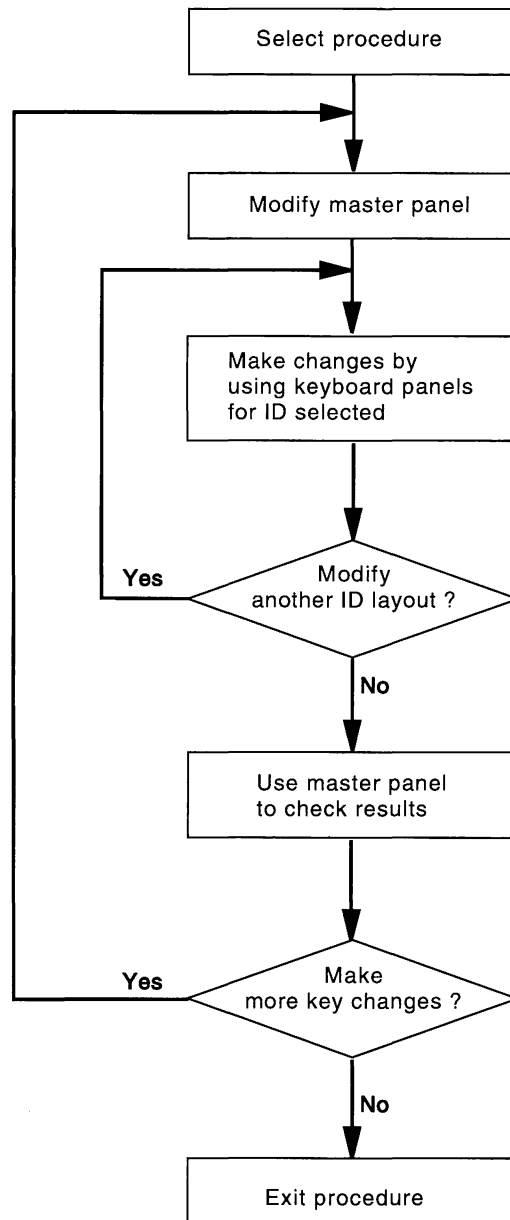 Select procedure
Modify master panel
Make changes by
using keyboard panels
for ID selected
Modify
another ID layout ?
Yes
No
Use master panel
to check results
Make
more key changes ?
Yes
No
Exit procedure